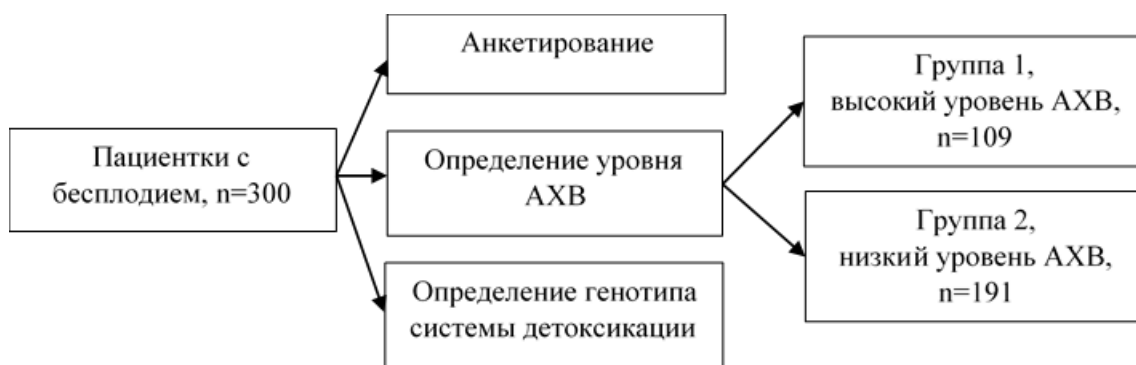 Пациентки с
бесплодием, n=300
Анкетирование
Определение уровня
АХВ
Определение генотипа
системы детоксикации
Группа 1,
высокий уровень АХВ,
n=109
Группа 2,
низкий уровень АХВ,
n=191